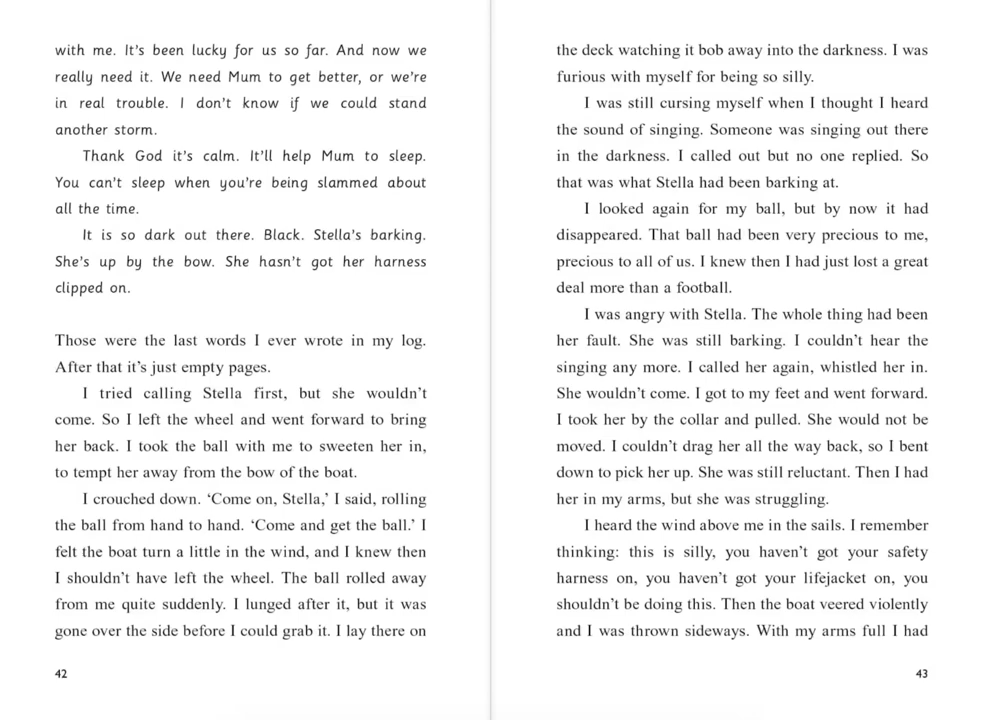 with me. It's been lucky for us so far. And now we
really need it. We need Mum to get better, or we're
in real trouble. I don't know if we could stand
another storm.
Thank God it's calm. It'll help Mum to sleep.
You can't sleep when you're being slammed about
all the time.
It is so dark out there. Black. Stella's barking.
She's up by the bow. She hasn't got her harness
clipped on.
Those were the last words I ever wrote in my log.
After that it's just empty pages.
I tried calling Stella first, but she wouldn't
come. So I left the wheel and went forward to bring
her back. I took the ball with me to sweeten her in,
to tempt her away from the bow of the boat.
I crouched down. ‘Come on, Stella,’ I said, rolling
the ball from hand to hand. ‘Come and get the ball.’ I
felt the boat turn a little in the wind, and I knew then
I shouldn't have left the wheel. The ball rolled away
from me quite suddenly. I lunged after it, but it was
gone over the side before I could grab it. I lay there on
42
the deck watching it bob away into the darkness. I was
furious with myself for being so silly.
I was still cursing myself when I thought I heard
the sound of singing. Someone was singing out there
in the darkness. I called out but no one replied. So
that was what Stella had been barking at.
I looked again for my ball, but by now it had
disappeared. That ball had been very precious to me,
precious to all of us. I knew then I had just lost a great
deal more than a football.
I was angry with Stella. The whole thing had been
her fault. She was still barking. I couldn't hear the
singing any more. I called her again, whistled her in.
She wouldn't come. I got to my feet and went forward.
I took her by the collar and pulled. She would not be
moved. I couldn't drag her all the way back, so I bent
down to pick her up. She was still reluctant. Then I had
her in my arms, but she was struggling.
I heard the wind above me in the sails. I remember
thinking: this is silly, you haven't got your safety
harness on, you haven't got your lifejacket on, you
shouldn't be doing this. Then the boat veered violently
and I was thrown sideways. With my arms full I had
43